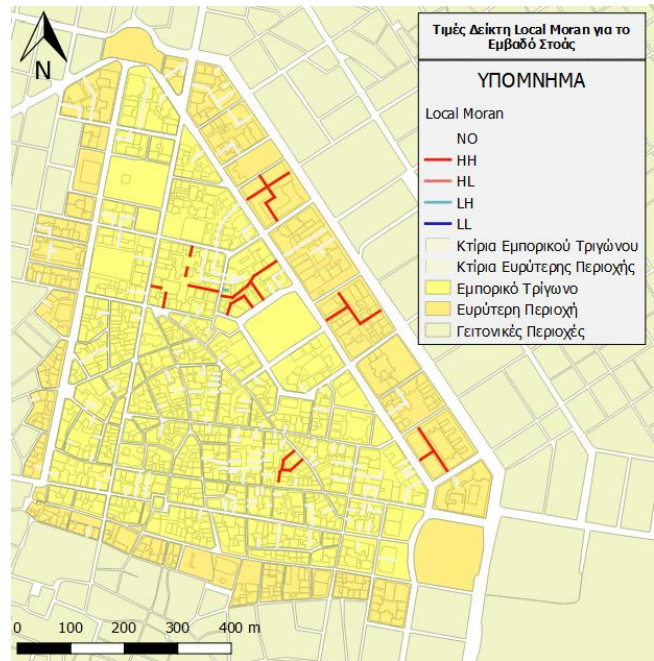 N
Τιμές Δείκτη Local Moran για το
Εμβαδό Στοάς
ΥΠΟΜΝΗΜΑ
Local Moran
NO
HH
HL
LH
LL
Κτίρια Εμπορικού Τριγώνου
Κτίρια Ευρύτερης Περιοχής
Εμπορικό Τρίγωνο
Ευρύτερη Περιοχή
Γειτονικές Περιοχές
0 100 200 300 400 m